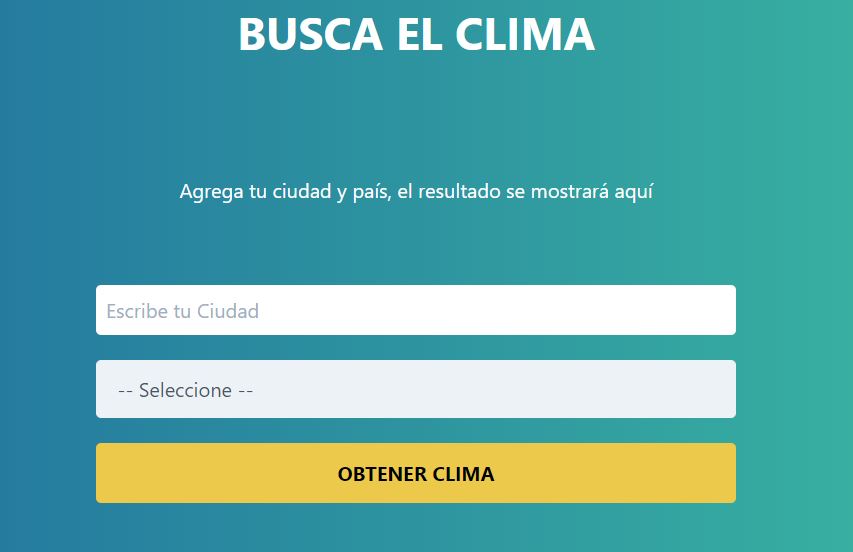 BUSCA EL CLIMA
Agrega tu ciudad y país, el resultado se mostrará aquí
Escribe tu Ciudad
-- Seleccione --
OBTENER CLIMA